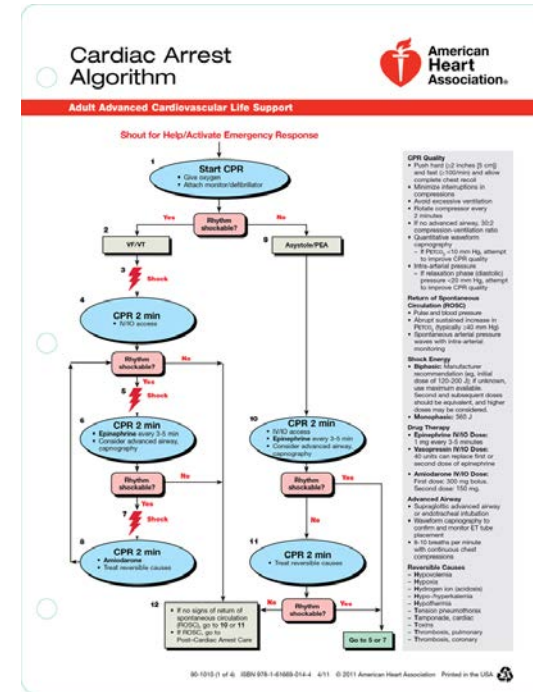 Cardiac Arrest
Algorithm
American
Heart
Association®
Adult Advanced Cardiovascular Life Support
Shout for Help/Activate Emergency Response
1
Start CPR
• Give oxygen
• Attach monitor/defibrillator
Yes
Rhythm
shockable?
No
2
VF/VT
9
Asystole/PEA
3
Shock
4
CPR 2 min
• IV/IO access
Rhythm
shockable?
No
Yes
5
Shock
6
CPR 2 min
• Epinephrine every 3-5 min
• Consider advanced airway,
capnography
10
CPR 2 min
• IV/IO access
• Epinephrine every 3-5 min
• Consider advanced airway,
capnography
Rhythm
shockable?
No
Yes
Rhythm
shockable?
Yes
No
7
Shock
8
CPR 2 min
• Amiodarone
• Treat reversible causes
11
CPR 2 min
• Treat reversible causes
No
Rhythm
shockable?
Yes
12
• If no signs of return of
spontaneous circulation
(ROSC), go to 10 or 11
• If ROSC, go to
Post–Cardiac Arrest Care
Go to 5 or 7
CPR Quality
• Push hard (≥2 inches [5 cm])
and fast (≥100/min) and allow
complete chest recoil
• Minimize interruptions in
compressions
• Avoid excessive ventilation
• Rotate compressor every
2 minutes
• If no advanced airway, 30:2
compression-ventilation ratio
• Quantitative waveform
capnography
– If PETCO₂ <10 mm Hg, attempt
to improve CPR quality
• Intra-arterial pressure
– If relaxation phase (diastolic)
pressure <20 mm Hg, attempt
to improve CPR quality
Return of Spontaneous
Circulation (ROSC)
• Pulse and blood pressure
• Abrupt sustained increase in
PETCO₂ (typically ≥40 mm Hg)
• Spontaneous arterial pressure
waves with intra-arterial
monitoring
Shock Energy
• Biphasic: Manufacturer
recommendation (eg, initial
dose of 120-200 J); if unknown,
use maximum available.
Second and subsequent doses
should be equivalent, and higher
doses may be considered.
• Monophasic: 360 J
Drug Therapy
• Epinephrine IV/IO Dose:
1 mg every 3-5 minutes
• Vasopressin IV/IO Dose:
40 units can replace first or
second dose of epinephrine
• Amiodarone IV/IO Dose:
First dose: 300 mg bolus.
Second dose: 150 mg.
Advanced Airway
• Supraglottic advanced airway
or endotracheal intubation
• Waveform capnography to
confirm and monitor ET tube
placement
• 8-10 breaths per minute
with continuous chest
compressions
Reversible Causes
– Hypovolemia
– Hypoxia
– Hydrogen ion (acidosis)
– Hypo-/hyperkalemia
– Hypothermia
– Tension pneumothorax
– Tamponade, cardiac
– Toxins
– Thrombosis, pulmonary
– Thrombosis, coronary
90-1010 (1 of 4) ISBN 978-1-61669-014-4 4/11 © 2011 American Heart Association Printed in the USA